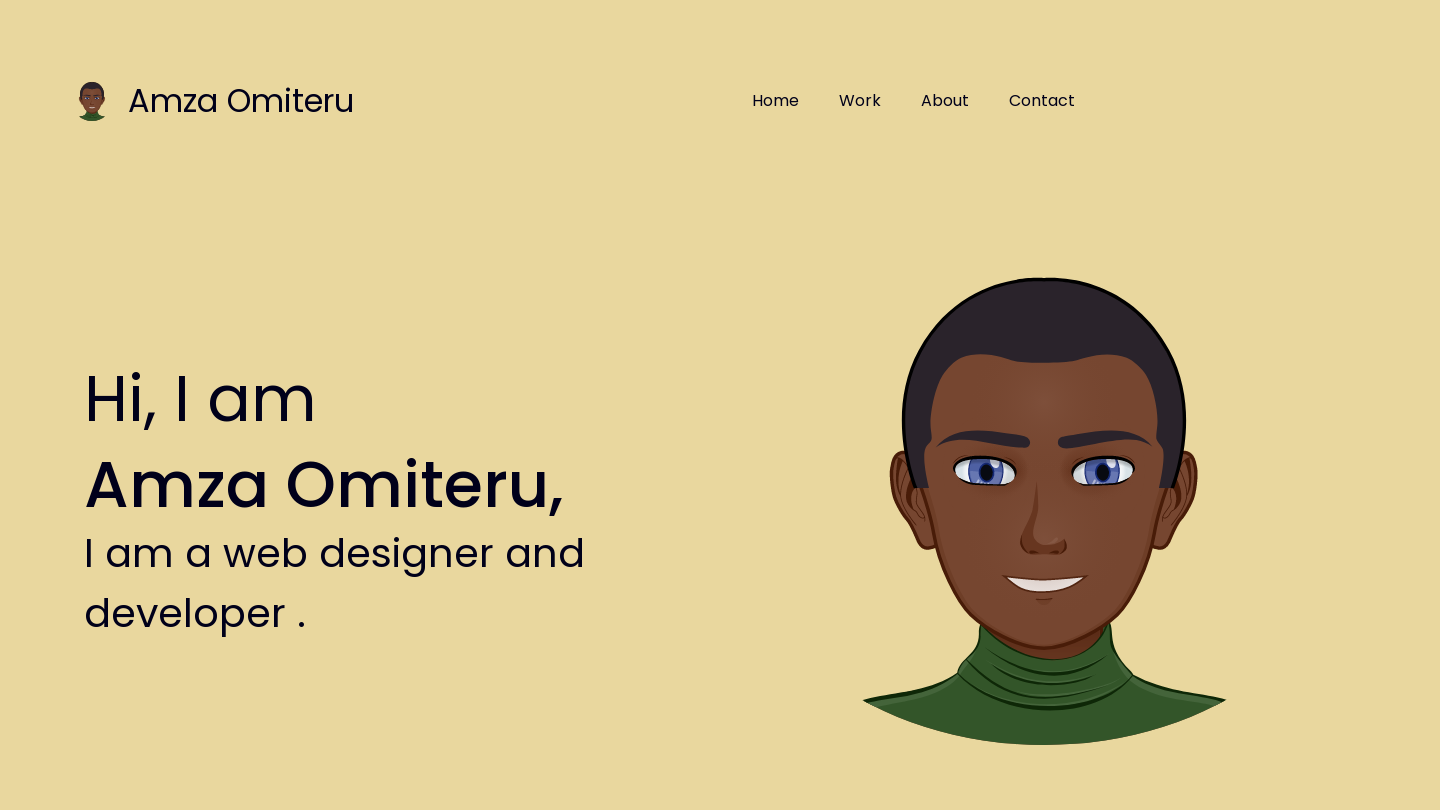 Amza Omiteru
Home Work About Contact
Hi, I am
Amza Omiteru,
I am a web designer and
developer .